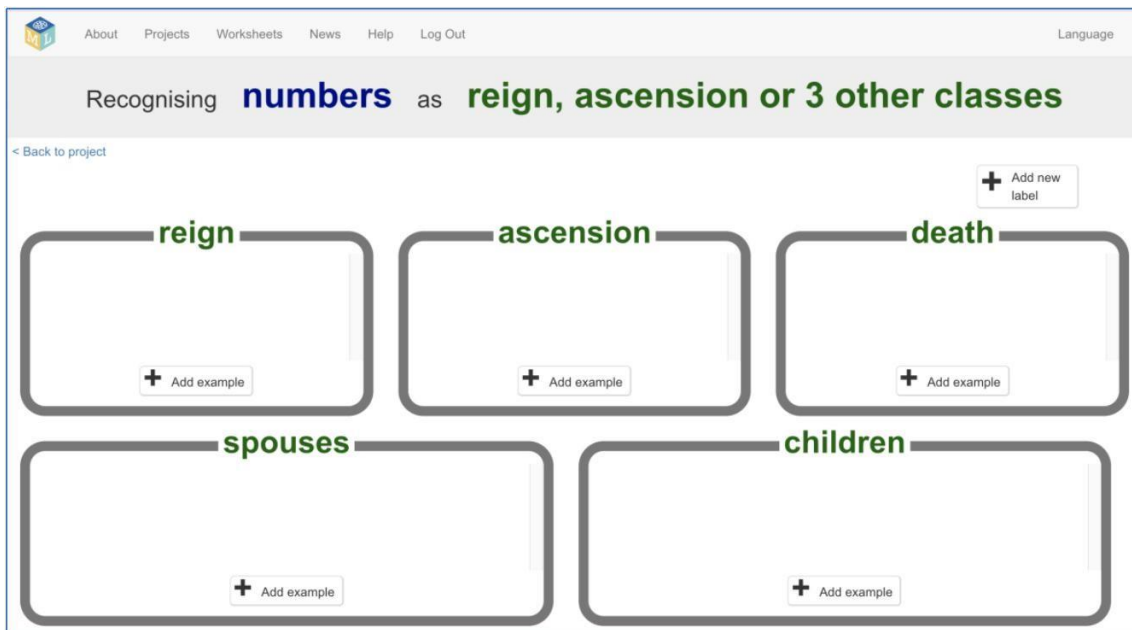 About Projects Worksheets News Help Log Out Language
Recognising numbers as reign, ascension or 3 other classes
< Back to project
Add new
label
reign ascension death
Add example Add example Add example
spouses children
Add example Add example